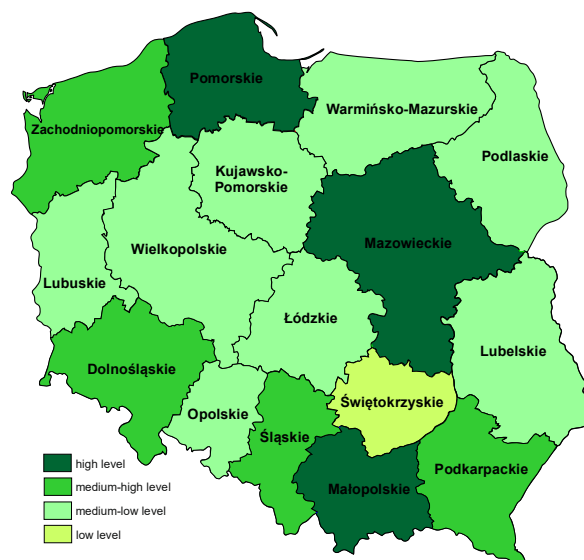 Pomorskie
Warmińsko-Mazurskie
Zachodniopomorskie
Podlaskie
Kujawsko-
Pomorskie
Mazowieckie
Wielkopolskie
Lubuskie
Łódzkie
Lubelskie
Dolnośląskie
Świętokrzyskie
Opolskie
Śląskie
Podkarpackie
Małopolskie
high level
medium-high level
medium-low level
low level